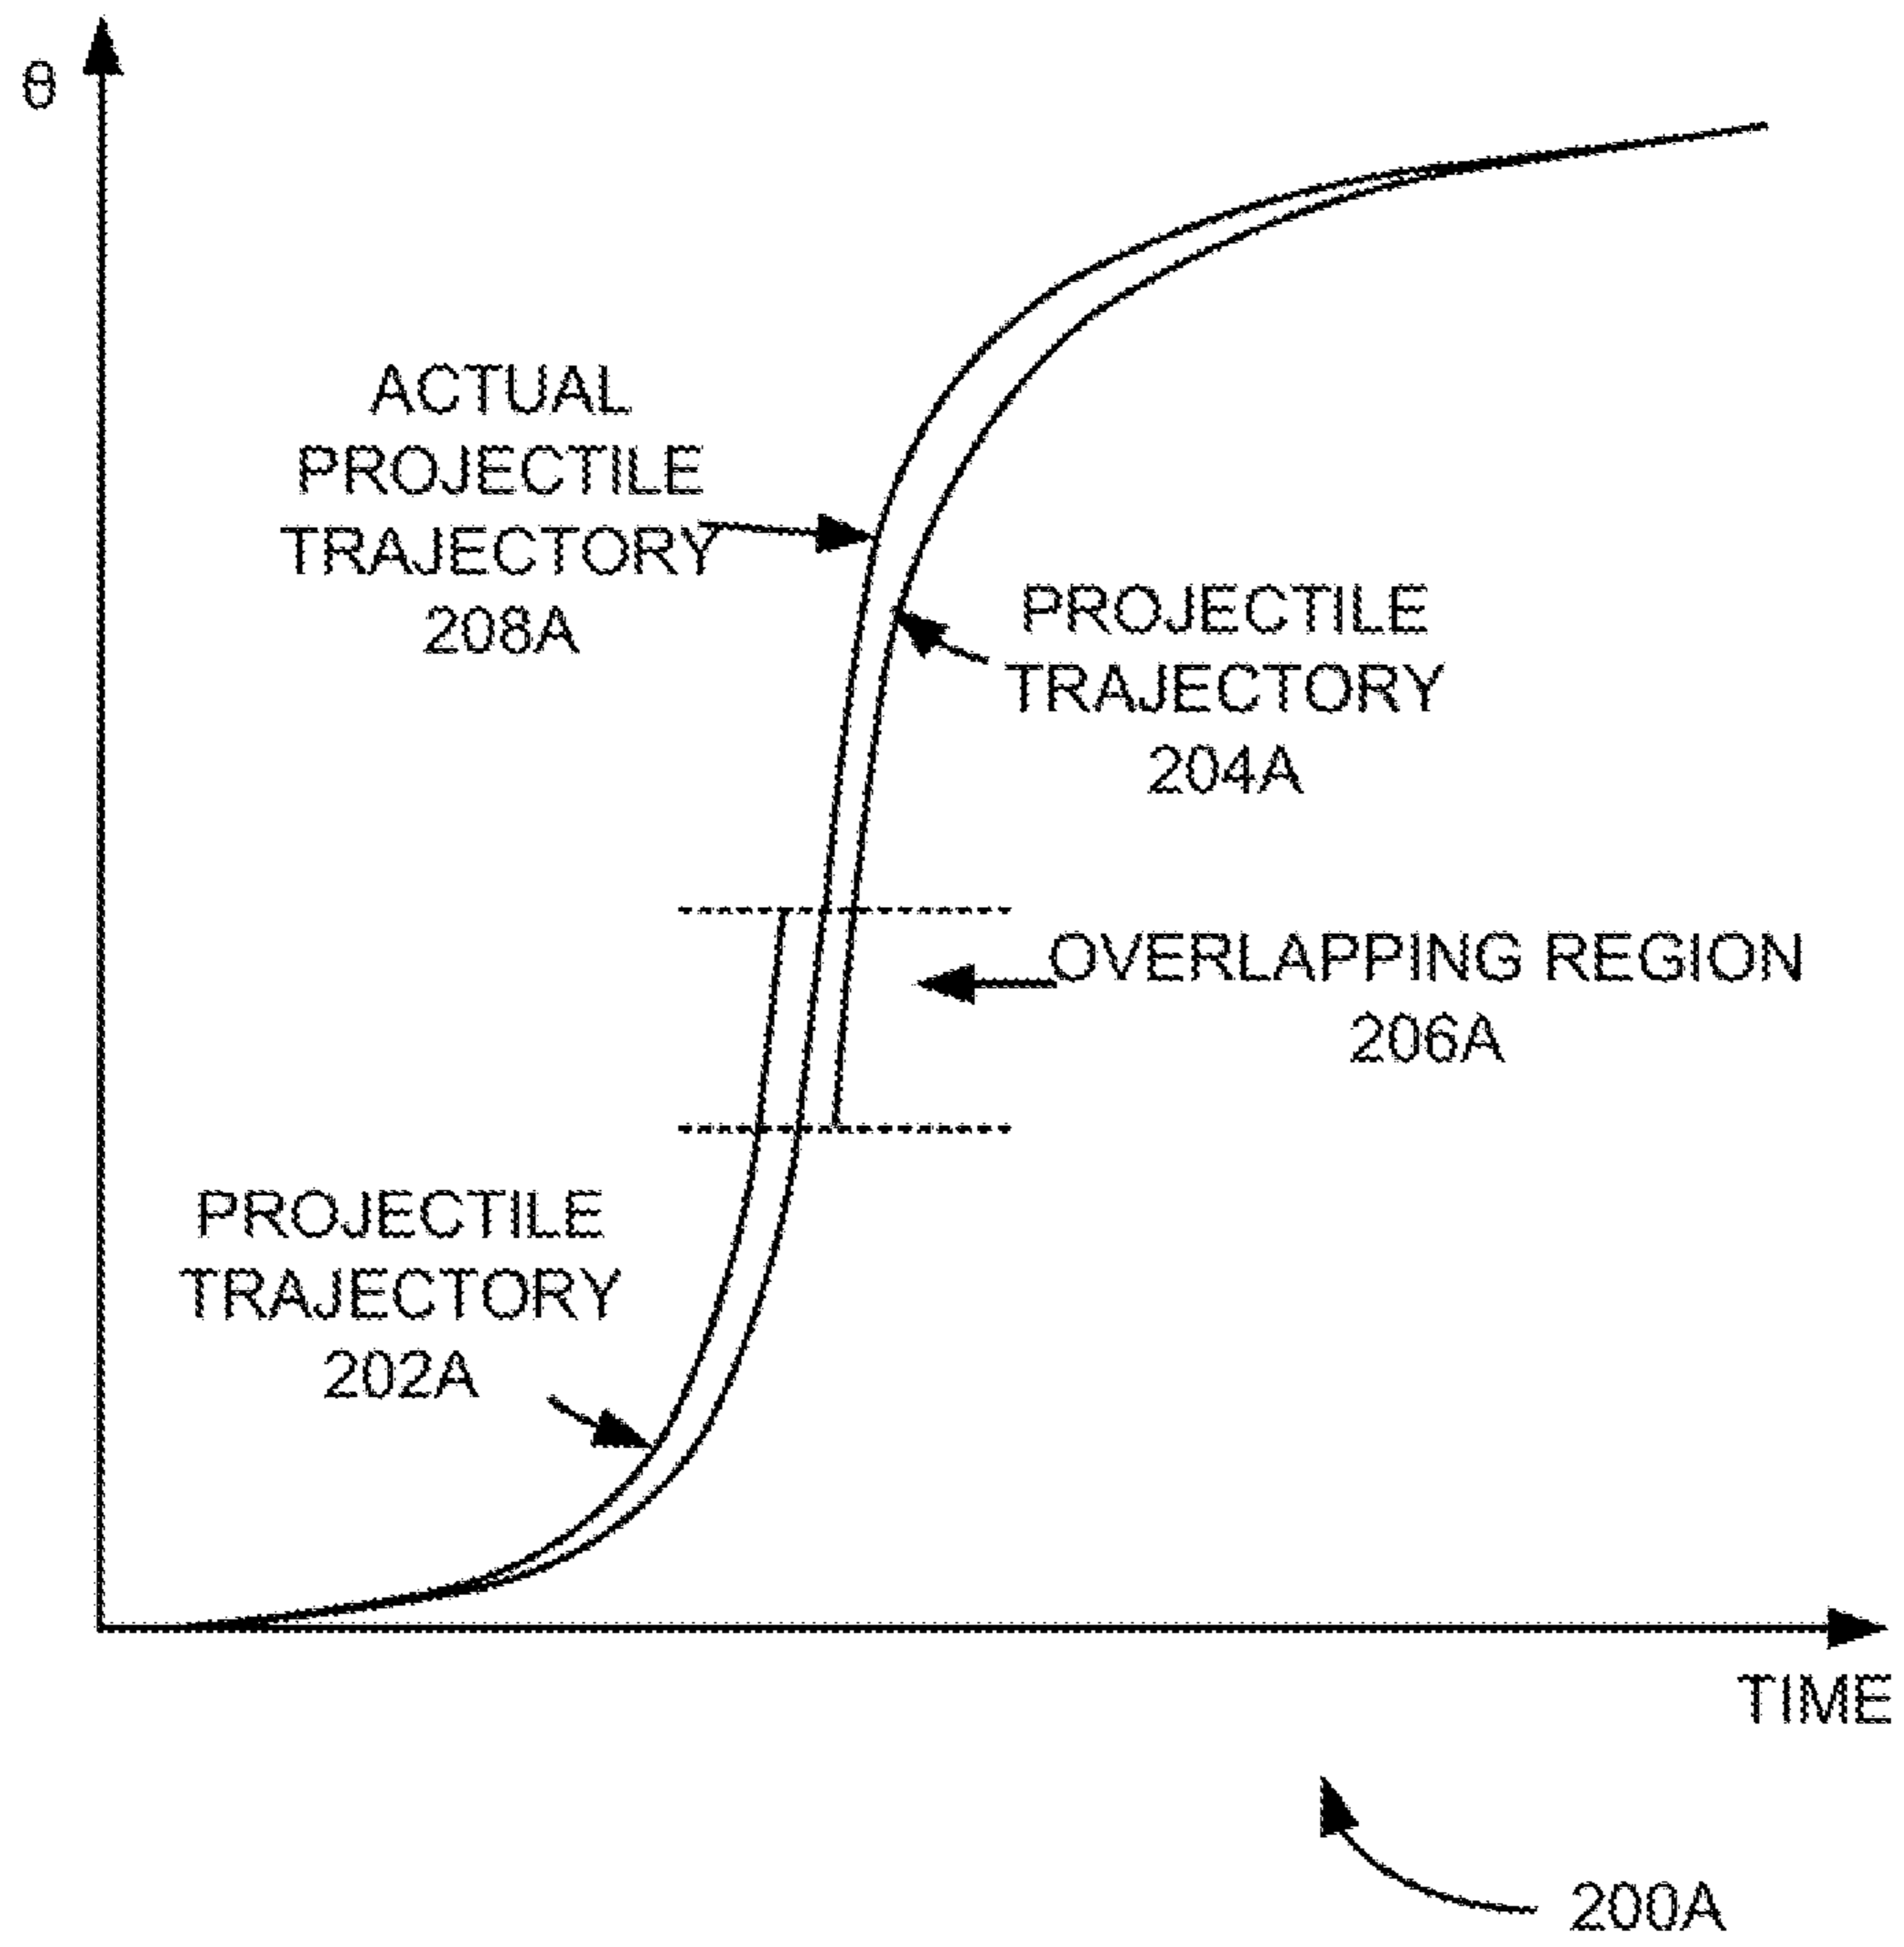 θ
ACTUAL
PROJECTILE
TRAJECTORY
208A
PROJECTILE
TRAJECTORY
204A
OVERLAPPING REGION
206A
PROJECTILE
TRAJECTORY
202A
TIME
200A